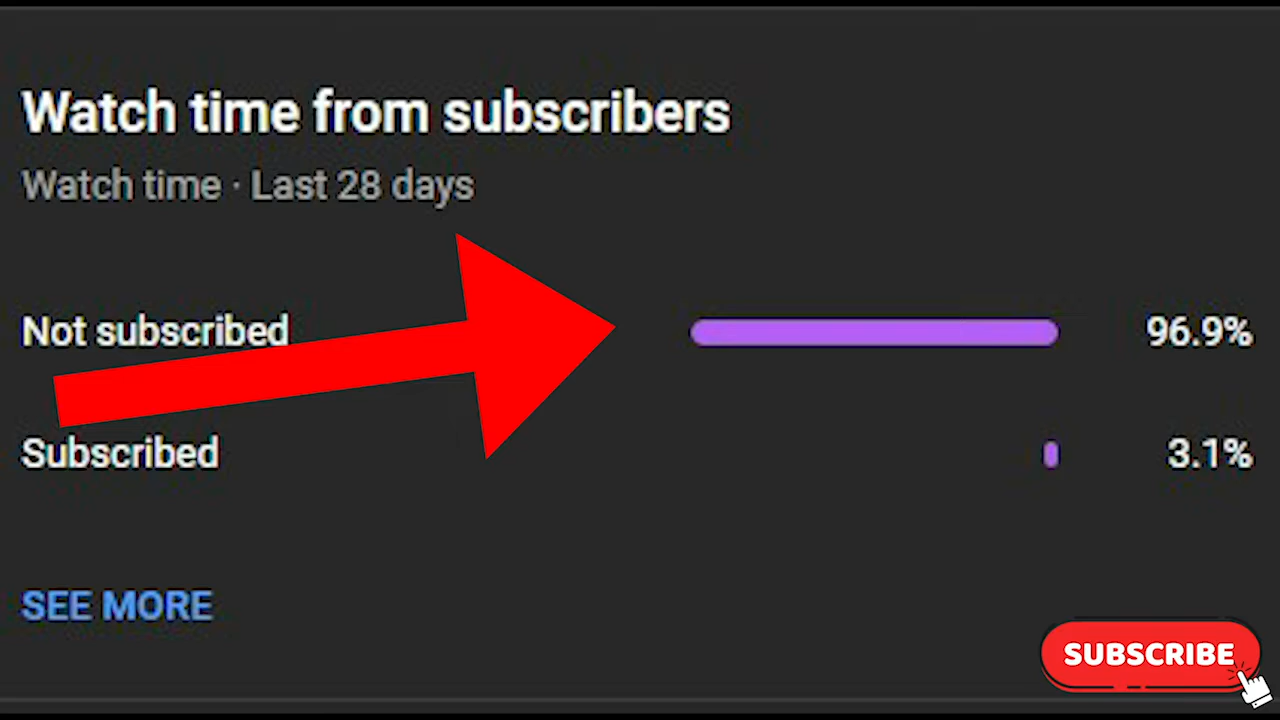 Watch time from subscribers
Watch time · Last 28 days
Not subscribed 96.9%
Subscribed 3.1%
SEE MORE
SUBSCRIBE